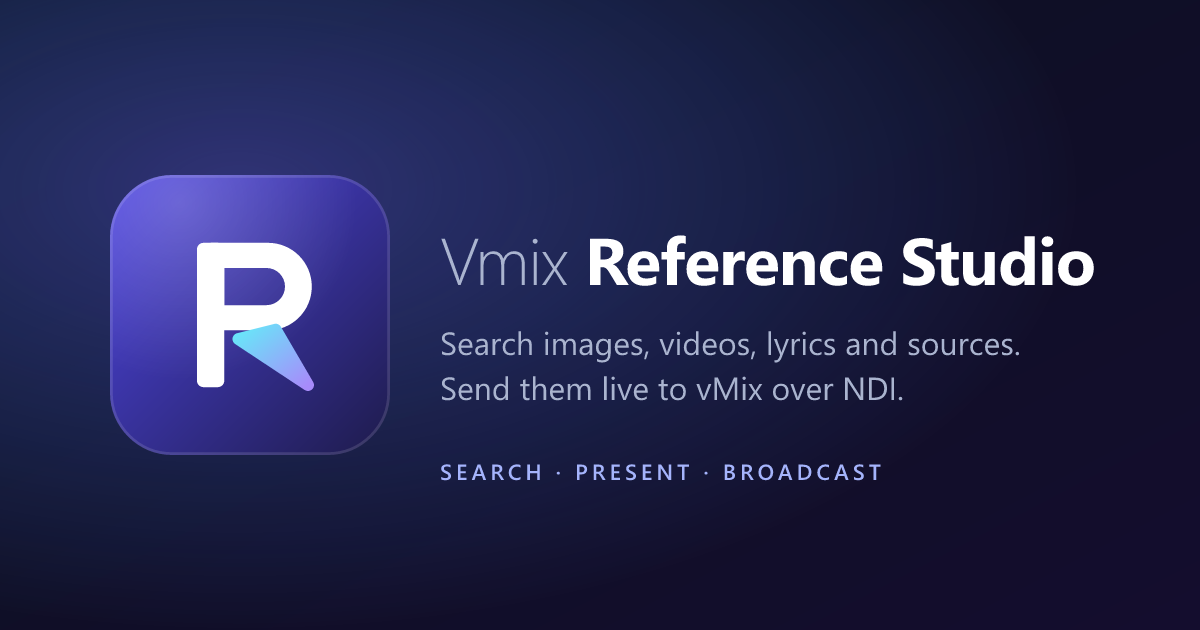 R
Vmix Reference Studio
Search images, videos, lyrics and sources.
Send them live to vMix over NDI.
SEARCH · PRESENT · BROADCAST